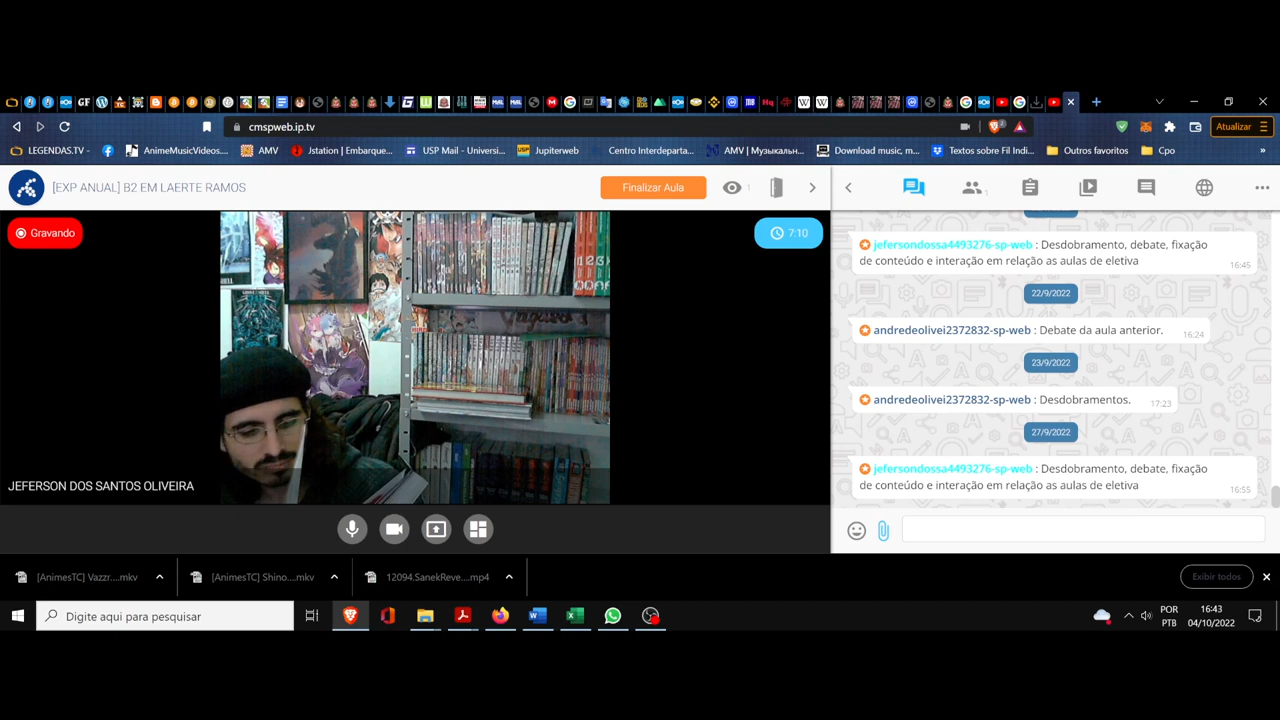 cmspweb.ip.tv
Atualizar
LEGENDAS.TV -
AnimeMusicVideos...
AMV
Jstation | Embarque...
USP Mail - Universi...
Jupiterweb
Centro Interdeparta...
AMV | Музыкальн...
Download music, m...
Textos sobre Fil Indi...
Outros favoritos
Cpo
»
[EXP ANUAL] B2 EM LAERTE RAMOS
Finalizar Aula
1
1
Gravando
7:10
JEFERSON DOS SANTOS OLIVEIRA
jefersondossa4493276-sp-web : Desdobramento, debate, fixação
de conteúdo e interação em relação as aulas de eletiva
16:45
22/9/2022
andredeolivei2372832-sp-web : Debate da aula anterior.
16:24
23/9/2022
andredeolivei2372832-sp-web : Desdobramentos.
17:23
27/9/2022
jefersondossa4493276-sp-web : Desdobramento, debate, fixação
de conteúdo e interação em relação as aulas de eletiva
16:55
[AnimesTC] Vazzr....mkv
[AnimesTC] Shino....mkv
12094.SanekReve....mp4
Exibir todos
Digite aqui para pesquisar
POR
PTB
16:43
04/10/2022